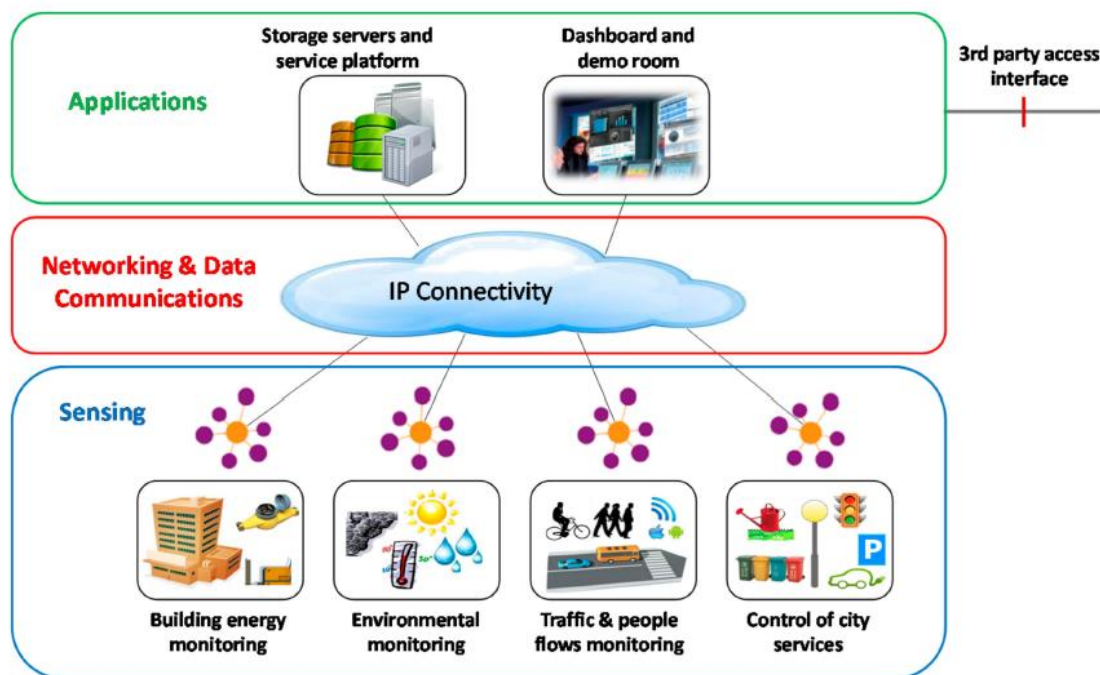 Storage servers and
service platform
Dashboard and
demo room
3rd party access
interface
Applications
Networking & Data
Communications
IP Connectivity
Sensing
30°
P
Building energy
monitoring
Environmental
monitoring
Traffic & people
flows monitoring
Control of city
services